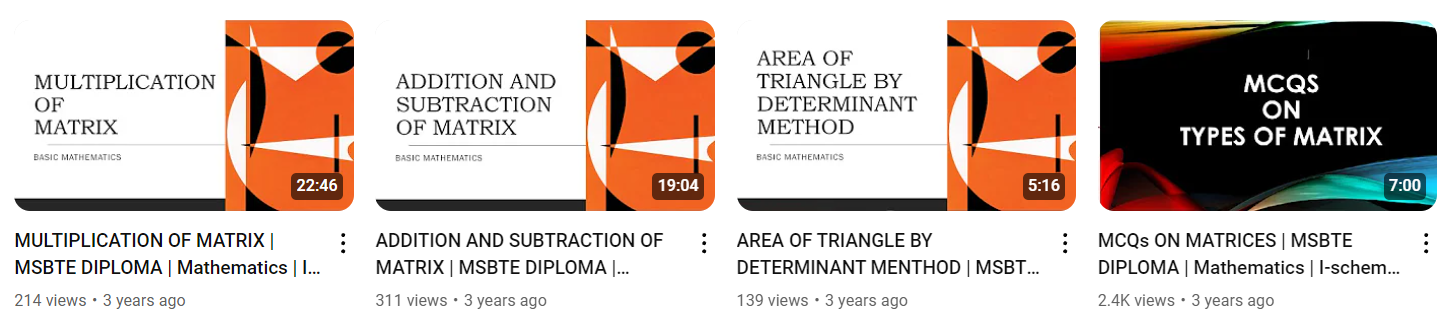 MULTIPLICATION
OF
MATRIX
BASIC MATHEMATICS
22:46
MULTIPLICATION OF MATRIX |
MSBTE DIPLOMA | Mathematics | I...
214 views • 3 years ago
ADDITION AND
SUBTRACTION
OF MATRIX
BASIC MATHEMATICS
19:04
ADDITION AND SUBTRACTION OF
MATRIX | MSBTE DIPLOMA |...
311 views • 3 years ago
AREA OF
TRIANGLE BY
DETERMINANT
METHOD
BASIC MATHEMATICS
5:16
AREA OF TRIANGLE BY
DETERMINANT MENTHOD | MSBT...
139 views • 3 years ago
MCQS
ON
TYPES OF MATRIX
7:00
MCQs ON MATRICES | MSBTE
DIPLOMA | Mathematics | I-schem...
2.4K views • 3 years ago